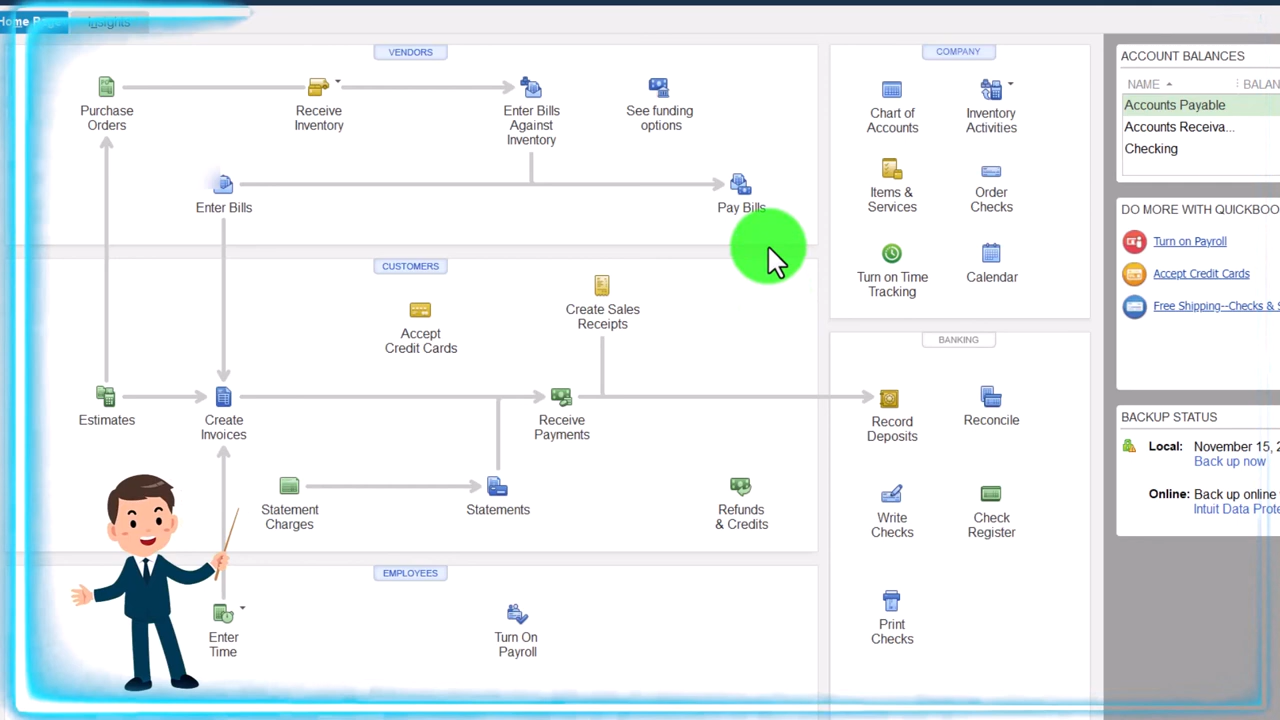 Home Page
Insights
VENDORS
Purchase
Orders
Receive
Inventory
Enter Bills
Against
Inventory
See funding
options
Enter Bills
Pay Bills
CUSTOMERS
Accept
Credit Cards
Create Sales
Receipts
Estimates
Create
Invoices
Receive
Payments
Statement
Charges
Statements
Refunds
& Credits
EMPLOYEES
Enter
Time
Turn On
Payroll
COMPANY
Chart of
Accounts
Inventory
Activities
Items &
Services
Order
Checks
Turn on Time
Tracking
Calendar
BANKING
Record
Deposits
Reconcile
Write
Checks
Check
Register
Print
Checks
ACCOUNT BALANCES
NAME BALAN
Accounts Payable
Accounts Receiva...
Checking
DO MORE WITH QUICKBOO
Turn on Payroll
Accept Credit Cards
Free Shipping--Checks & S
BACKUP STATUS
Local: November 15, 2
Back up now
Online: Back up online
Intuit Data Prote